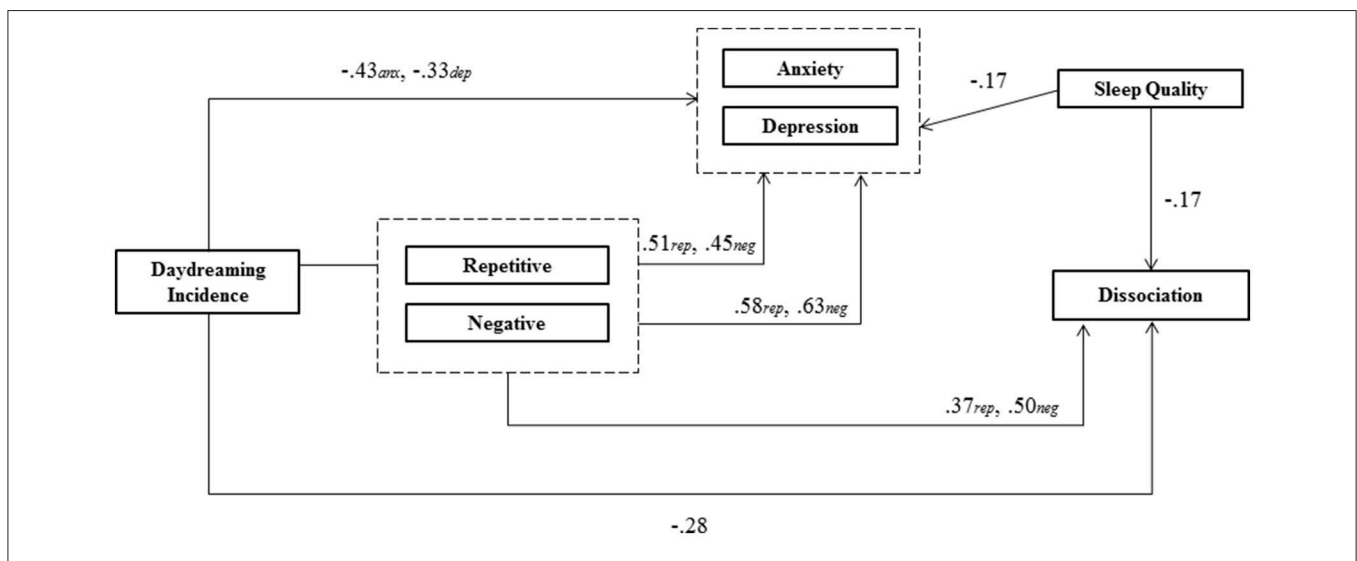 -.43anx, -.33dep
Anxiety
Depression
-.17
Sleep Quality
-.17
Daydreaming
Incidence
Repetitive
Negative
.51rep, .45neg
.58rep, .63neg
Dissociation
.37rep, .50neg
-.28